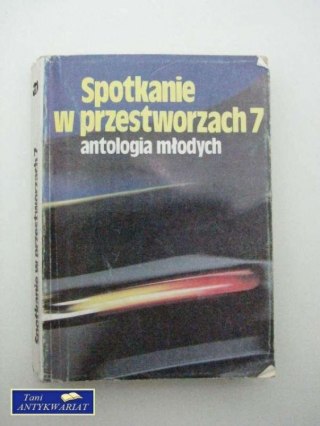 Spotkanie
w przestworzach 7
antologia młodych
Spotkanie w przestworzach 7
Tani
ANTYKWARIAT